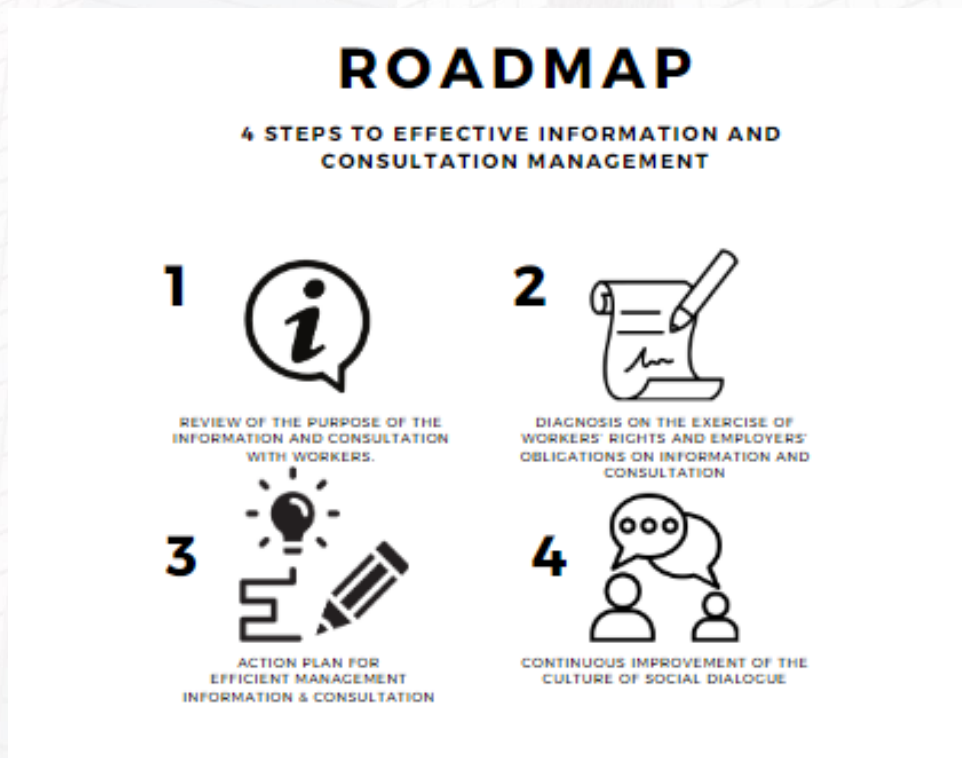 ROADMAP
4 STEPS TO EFFECTIVE INFORMATION AND
CONSULTATION MANAGEMENT
1
REVIEW OF THE PURPOSE OF THE
INFORMATION AND CONSULTATION
WITH WORKERS.
2
DIAGNOSIS ON THE EXERCISE OF
WORKERS' RIGHTS AND EMPLOYERS'
OBLIGATIONS ON INFORMATION AND
CONSULTATION
3
ACTION PLAN FOR
EFFICIENT MANAGEMENT
INFORMATION & CONSULTATION
4
CONTINUOUS IMPROVEMENT OF THE
CULTURE OF SOCIAL DIALOGUE